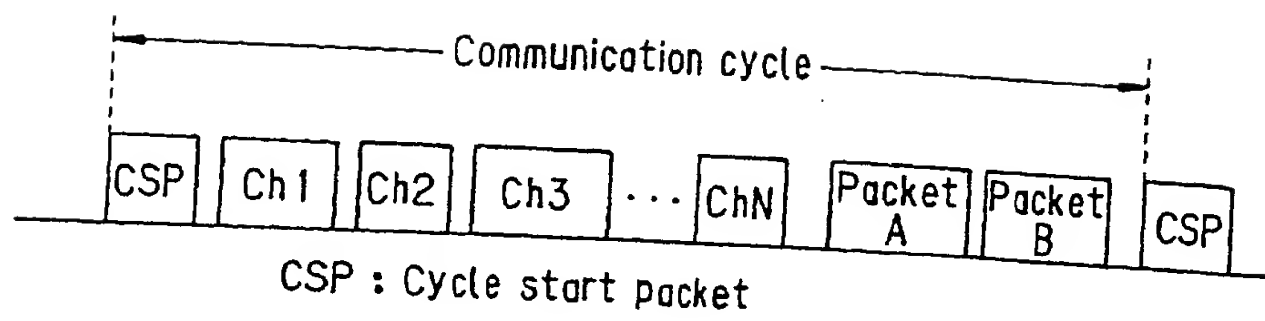 Communication cycle
CSP Ch1 Ch2 Ch3 ... ChN Packet A Packet B CSP
CSP : Cycle start packet